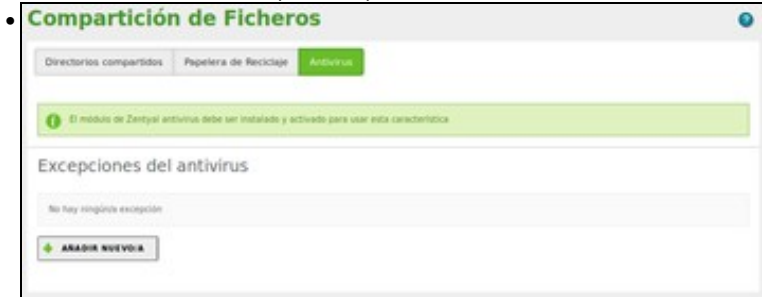 Compartición de Ficheros
Directorios compartidos Papelera de Reciclaje Antivirus
El módulo de Zentyal antivirus debe ser instalado y activado para usar esta característica
Excepciones del antivirus
No hay ningún/a excepción
AÑADIR NUEVO/A